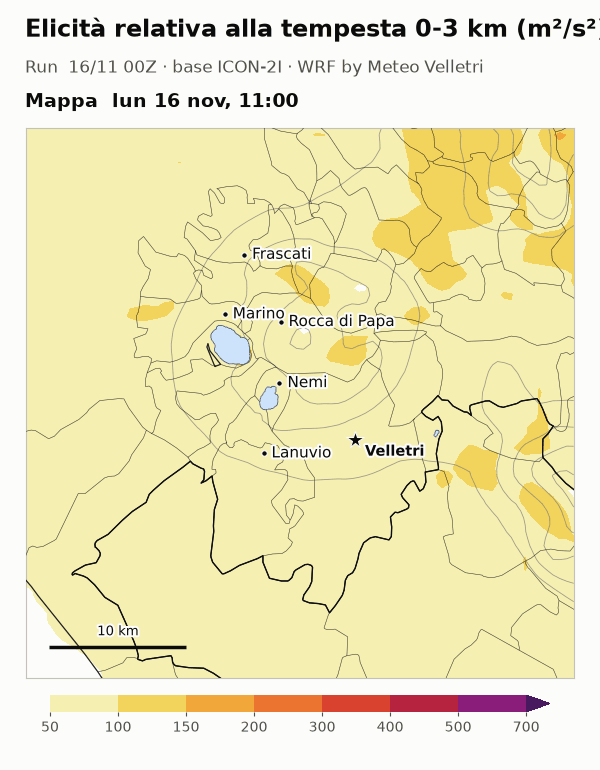 Elicità relativa alla tempesta 0-3 km (m²/s²)
Run  16/11 00Z · base ICON-2I · WRF by Meteo Velletri
Mappa  lun 16 nov, 11:00
Frascati
Marino
Rocca di Papa
Nemi
Velletri
Lanuvio
10 km
50 100 150 200 300 400 500 700